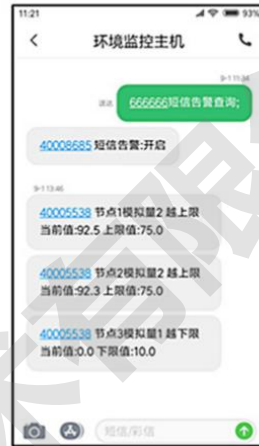 11:21
93%
环境监控主机
送达
666666短信告警查询;
40008685 短信告警:开启
9-1 13:46
40005538 节点1模拟量2 越上限
当前值:92.5 上限值:75.0
40005538 节点2模拟量2 越上限
当前值:92.3 上限值:75.0
40005538 节点3模拟量1 越下限
当前值:0.0 下限值:10.0
短信/彩信